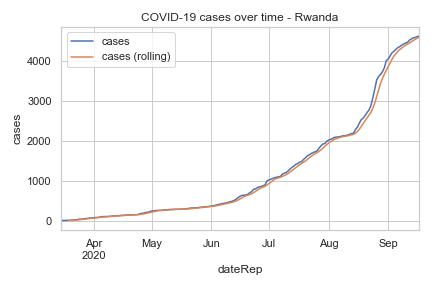 COVID-19 cases over time - Rwanda
cases
cases (rolling)
4000
3000
2000
1000
0
cases
Apr
2020
May
Jun
Jul
Aug
Sep
dateRep